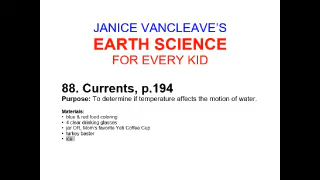 JANICE VANCLEAVE'S
EARTH SCIENCE
FOR EVERY KID
88. Currents, p.194
Purpose: To determine if temperature affects the motion of water.
Materials:
• blue & red food coloring
• 4 clear drinking glasses
• jar OR, Mom's favorite Yeti Coffee Cup
• turkey baster
• ice